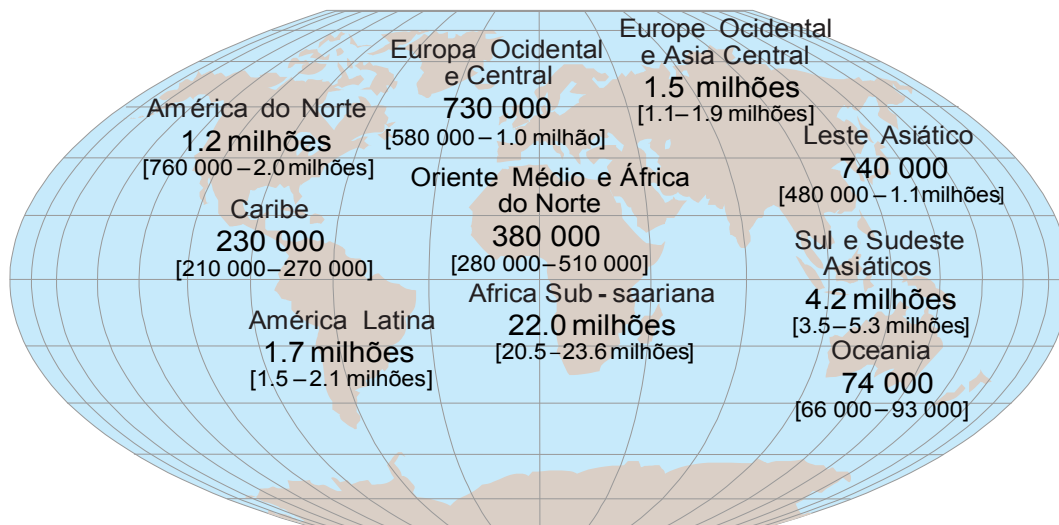 Europa Ocidental
e Central
730 000
[580 000–1.0 milhão]
Europe Ocidental
e Asia Central
1.5 milhões
[1.1–1.9 milhões]
América do Norte
1.2 milhões
[760 000–2.0 milhões]
Leste Asiático
740 000
[480 000–1.1milhões]
Oriente Médio e África
do Norte
380 000
[280 000–510 000]
Caribe
230 000
[210 000–270 000]
Sul e Sudeste
Asiáticos
4.2 milhões
[3.5–5.3 milhões]
Africa Sub-saariana
22.0 milhões
[20.5–23.6 milhões]
América Latina
1.7 milhões
[1.5–2.1 milhões]
Oceania
74 000
[66 000–93 000]